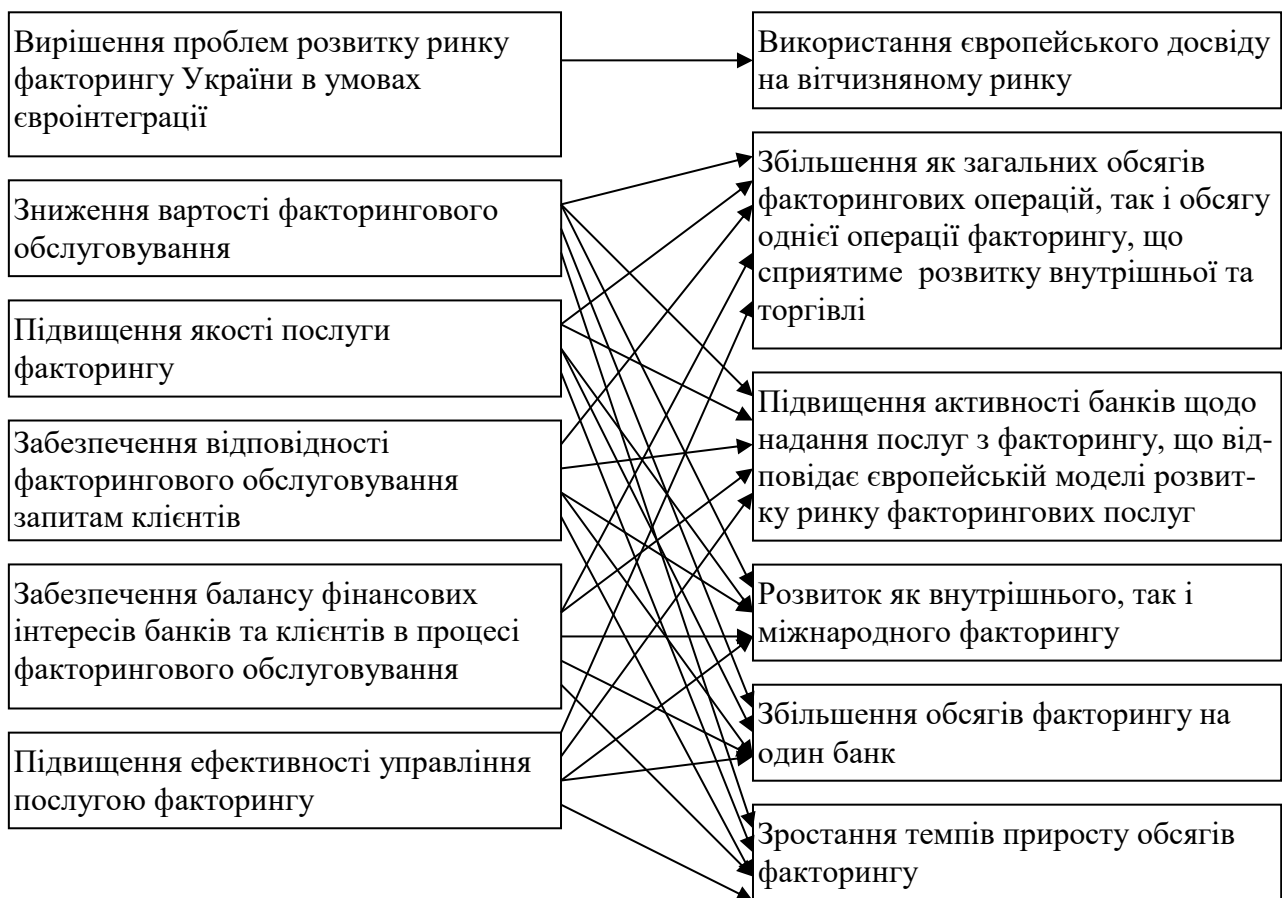 Вирішення проблем розвитку ринку
факторингу України в умовах
євроінтеграції
Зниження вартості факторингового
обслуговування
Підвищення якості послуги
факторингу
Забезпечення відповідності
факторингового обслуговування
запитам клієнтів
Забезпечення балансу фінансових
інтересів банків та клієнтів в процесі
факторингового обслуговування
Підвищення ефективності управління
послугою факторингу
Використання європейського досвіду
на вітчизняному ринку
Збільшення як загальних обсягів
факторингових операцій, так і обсягу
однієї операції факторингу, що
сприятиме розвитку внутрішньої та
торгівлі
Підвищення активності банків щодо
надання послуг з факторингу, що від-
повідає європейській моделі розвит-
ку ринку факторингових послуг
Розвиток як внутрішнього, так і
міжнародного факторингу
Збільшення обсягів факторингу на
один банк
Зростання темпів приросту обсягів
факторингу